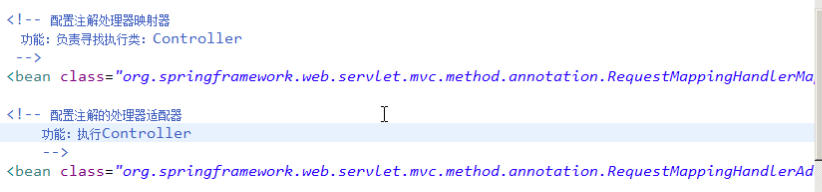 <!-- 配置注解处理器映射器
功能：负责寻找执行类：Controller
-->
<bean class="org.springframework.web.servlet.mvc.method.annotation.RequestMappingHandlerMa
<!-- 配置注解的处理器适配器
功能：执行Controller
-->
<bean class="org.springframework.web.servlet.mvc.method.annotation.RequestMappingHandlerAd